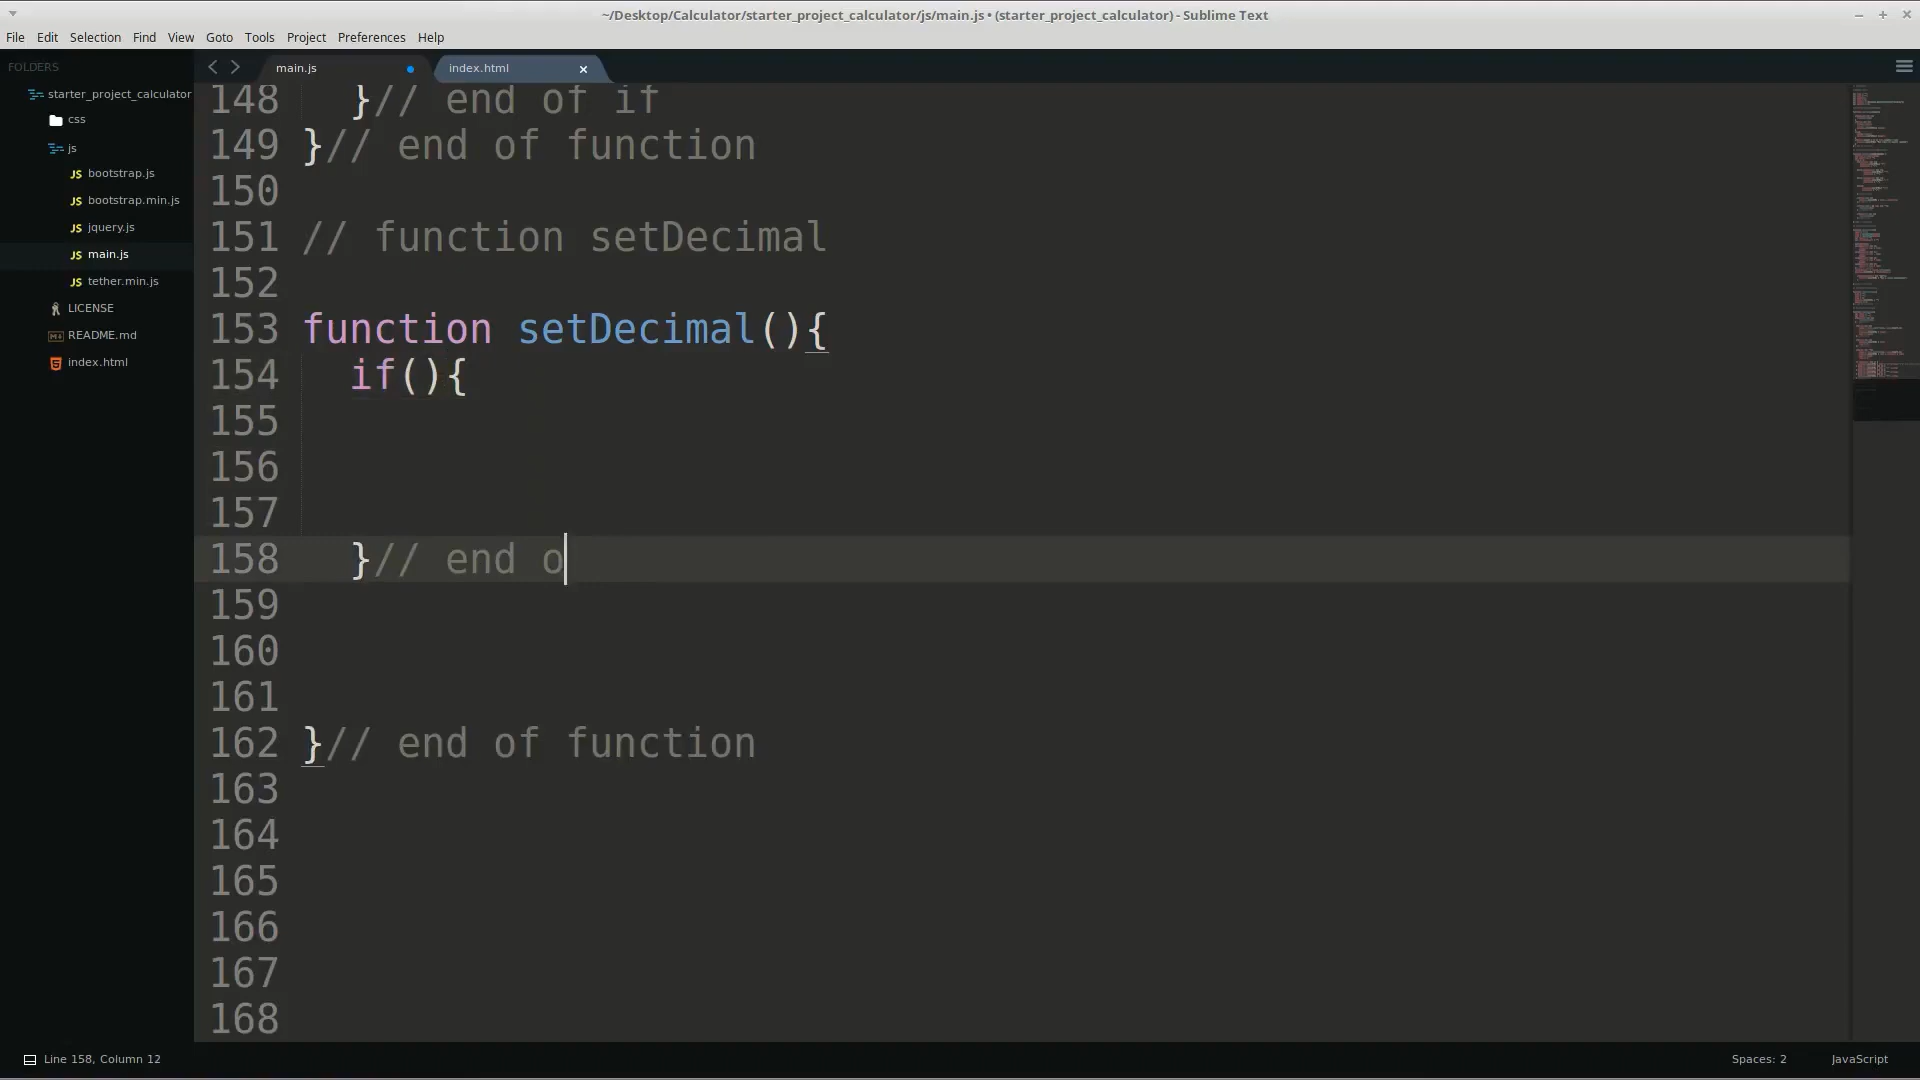 ~/Desktop/Calculator/starter_project_calculator/js/main.js • (starter_project_calculator) - Sublime Text
File Edit Selection Find View Goto Tools Project Preferences Help
FOLDERS
starter_project_calculator
css
js
JS bootstrap.js
JS bootstrap.min.js
JS jquery.js
JS main.js
JS tether.min.js
LICENSE
README.md
index.html
main.js index.html
148 }// end of if
149 }// end of function
150
151 // function setDecimal
152
153 function setDecimal(){
154 if(){
155
156
157
158 }// end o
159
160
161
162 }// end of function
163
164
165
166
167
168
Line 158, Column 12 Spaces: 2 JavaScript